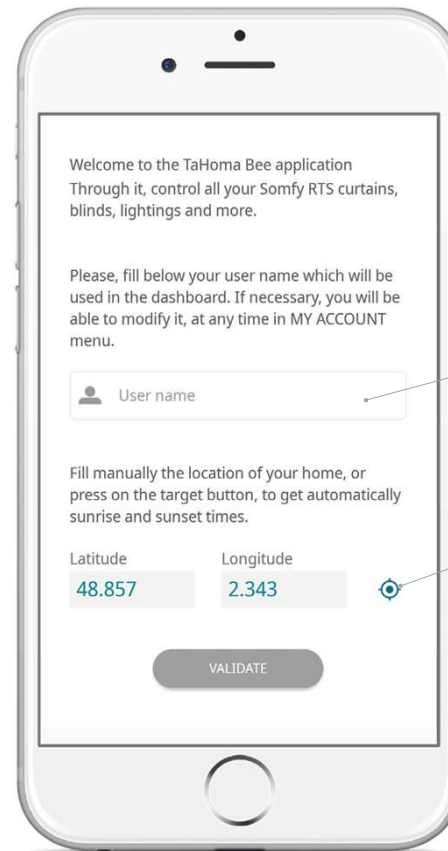 Welcome to the TaHoma Bee application
Through it, control all your Somfy RTS curtains,
blinds, lightings and more.
Please, fill below your user name which will be
used in the dashboard. If necessary, you will be
able to modify it, at any time in MY ACCOUNT
menu.
User name
Fill manually the location of your home, or
press on the target button, to get automatically
sunrise and sunset times.
Latitude Longitude
48.857 2.343
VALIDATE